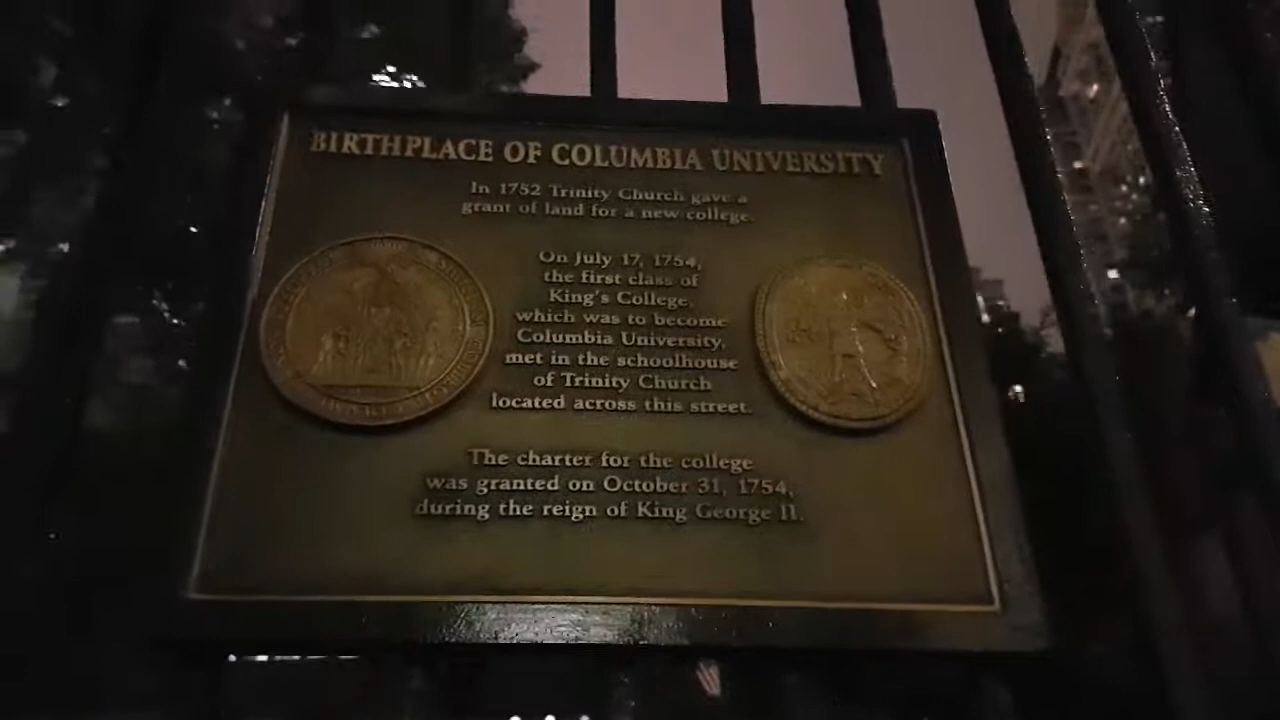 BIRTHPLACE OF COLUMBIA UNIVERSITY
In 1752 Trinity Church gave a
grant of land for a new college.
On July 17, 1754,
the first class of
King's College,
which was to become
Columbia University,
met in the schoolhouse
of Trinity Church
located across this street.
The charter for the college
was granted on October 31, 1754,
during the reign of King George II.